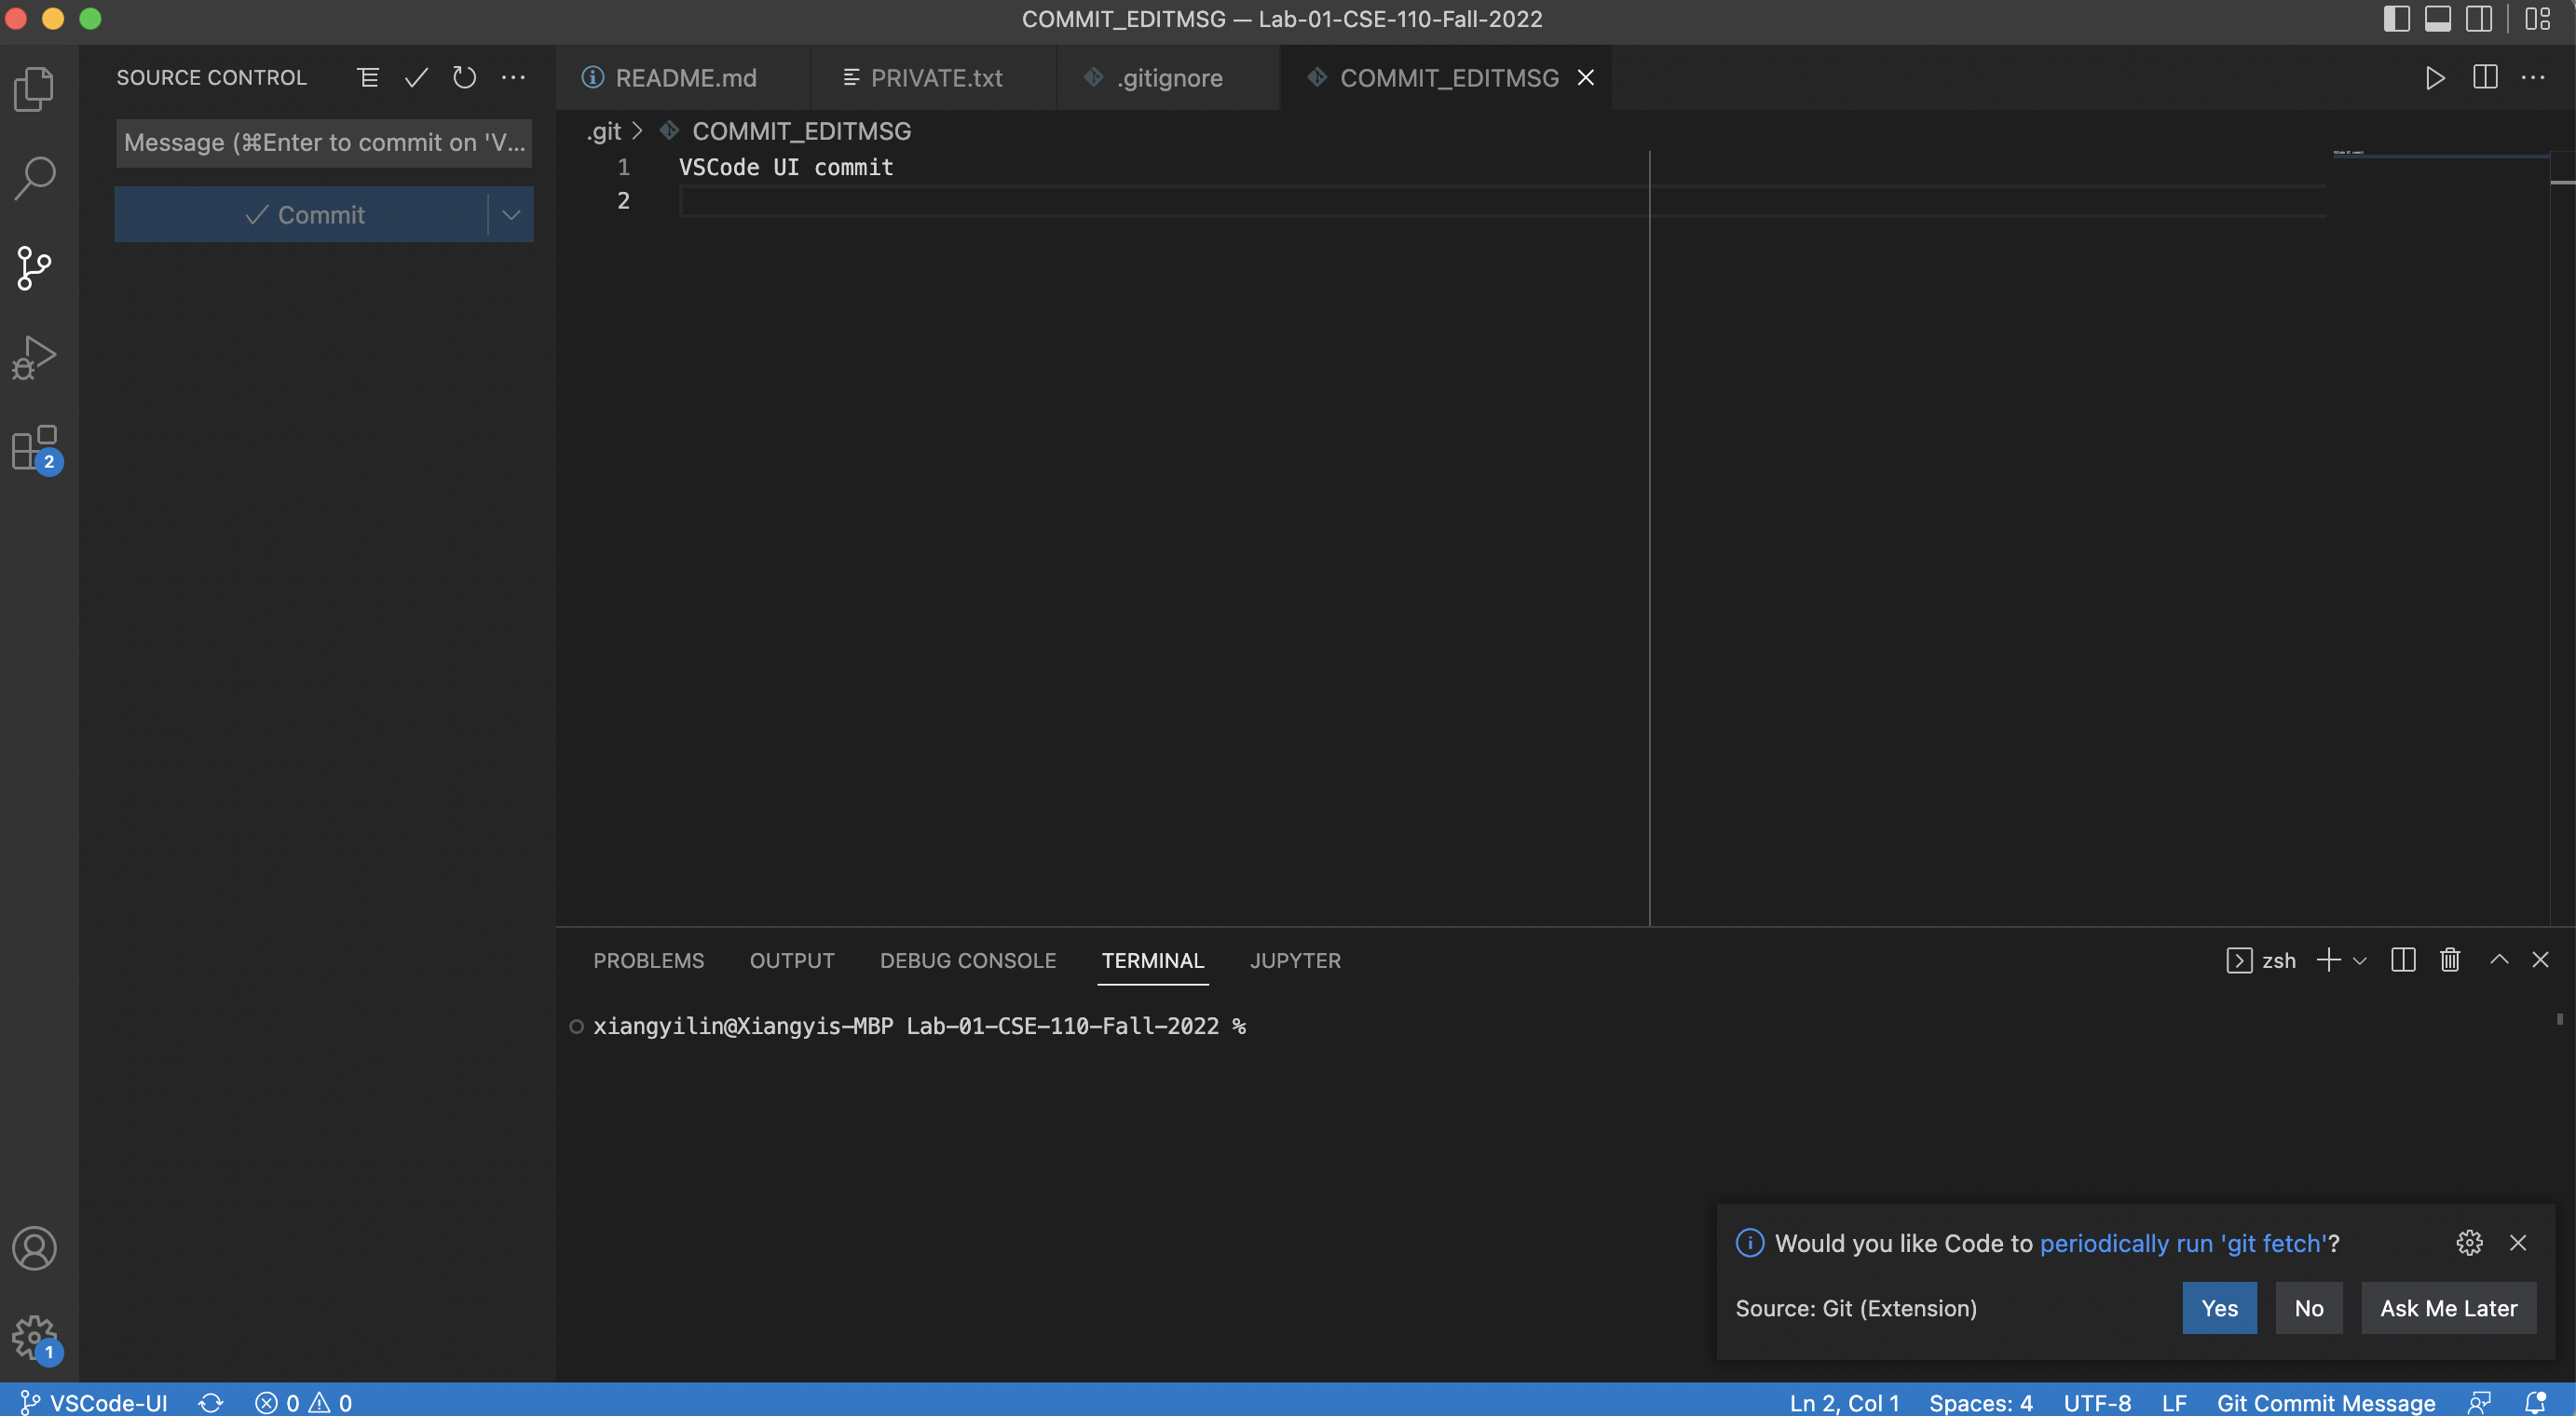 COMMIT_EDITMSG — Lab-01-CSE-110-Fall-2022
SOURCE CONTROL
Message (⌘Enter to commit on 'V...
Commit
2
1
README.md
PRIVATE.txt
.gitignore
COMMIT_EDITMSG
.git > COMMIT_EDITMSG
1 VSCode UI commit
2
PROBLEMS OUTPUT DEBUG CONSOLE TERMINAL JUPYTER
zsh
xiangyilin@Xiangyis-MBP Lab-01-CSE-110-Fall-2022 %
Would you like Code to periodically run 'git fetch'?
Source: Git (Extension)
Yes
No
Ask Me Later
VSCode-UI 0 0
Ln 2, Col 1 Spaces: 4 UTF-8 LF Git Commit Message